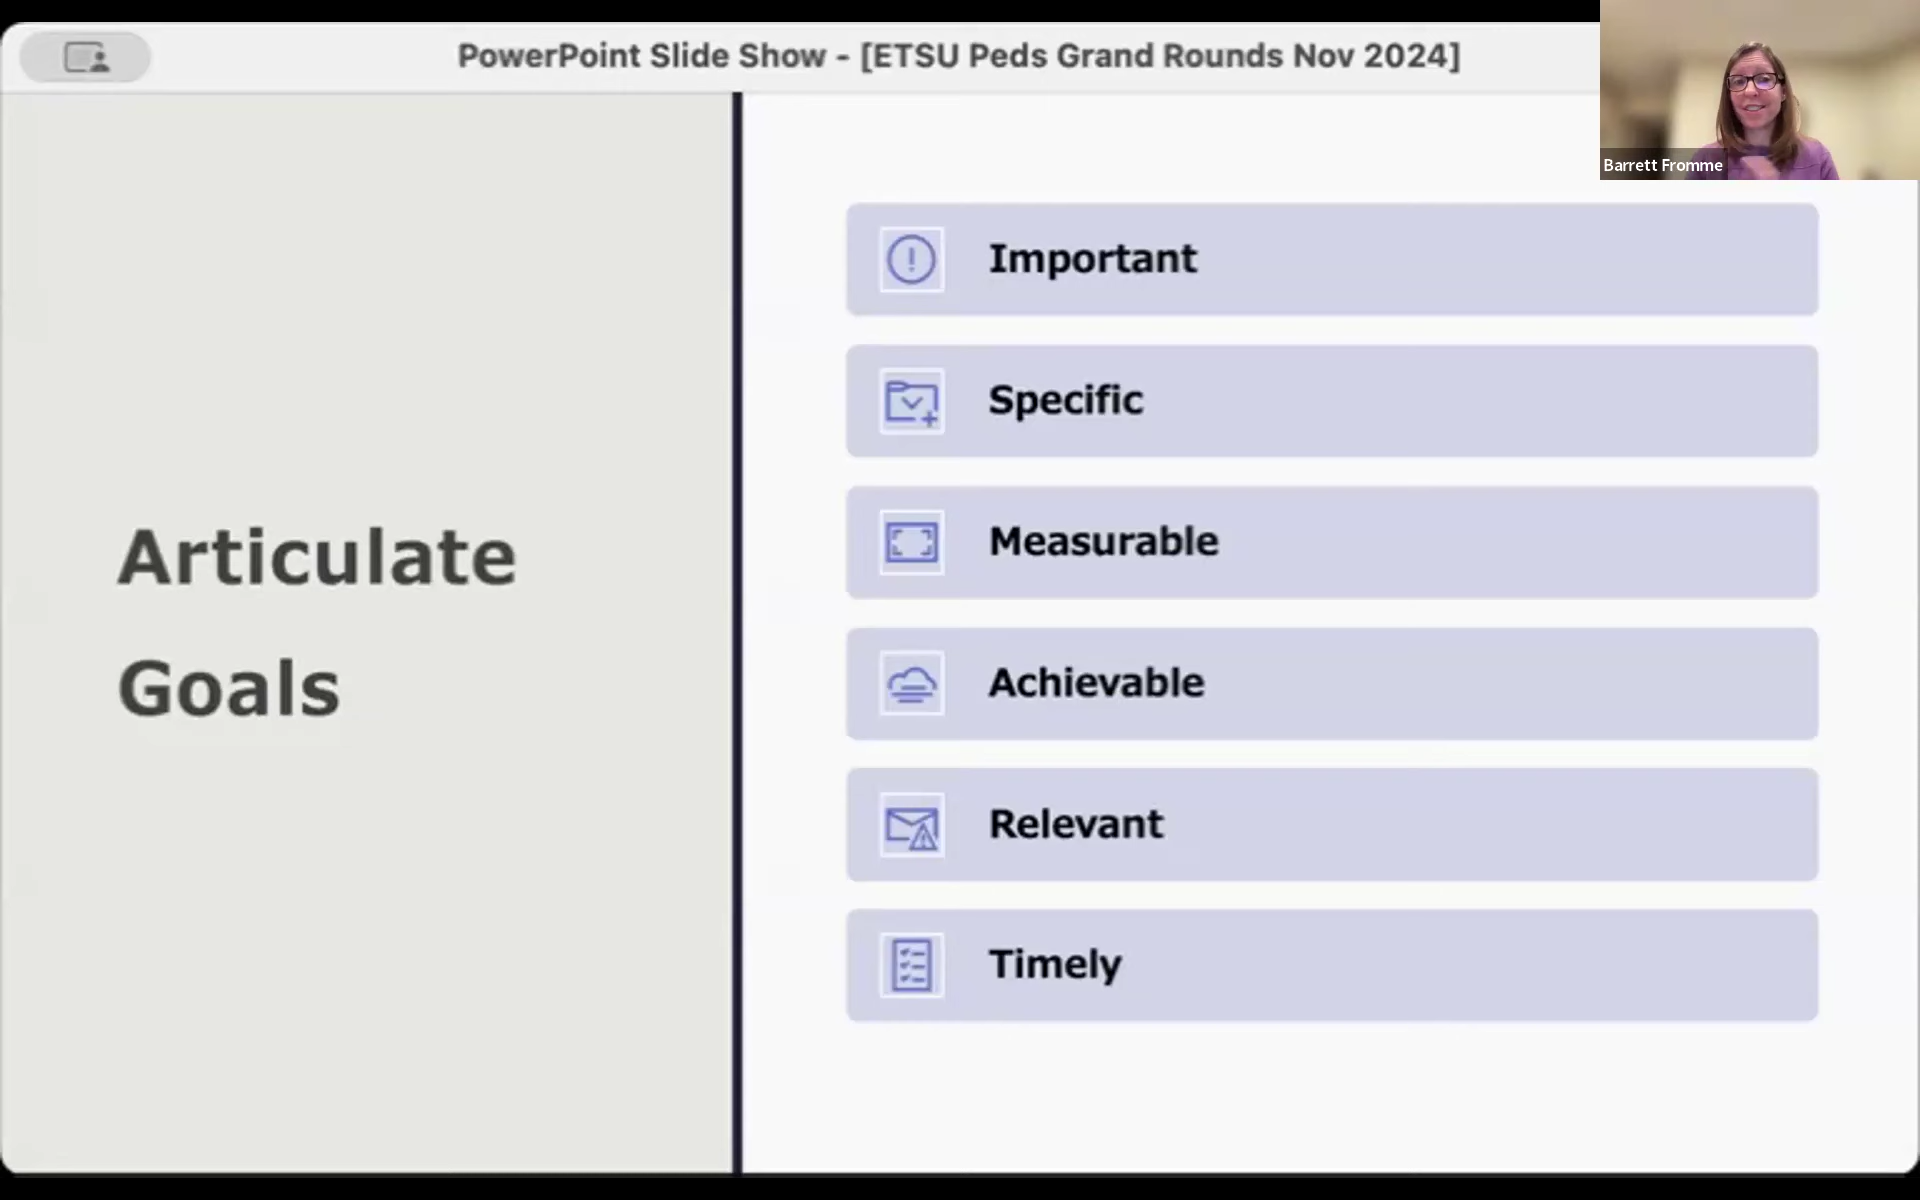 PowerPoint Slide Show - [ETSU Peds Grand Rounds Nov 2024]
Barrett Fromme
Articulate
Goals
Important
Specific
Measurable
Achievable
Relevant
Timely